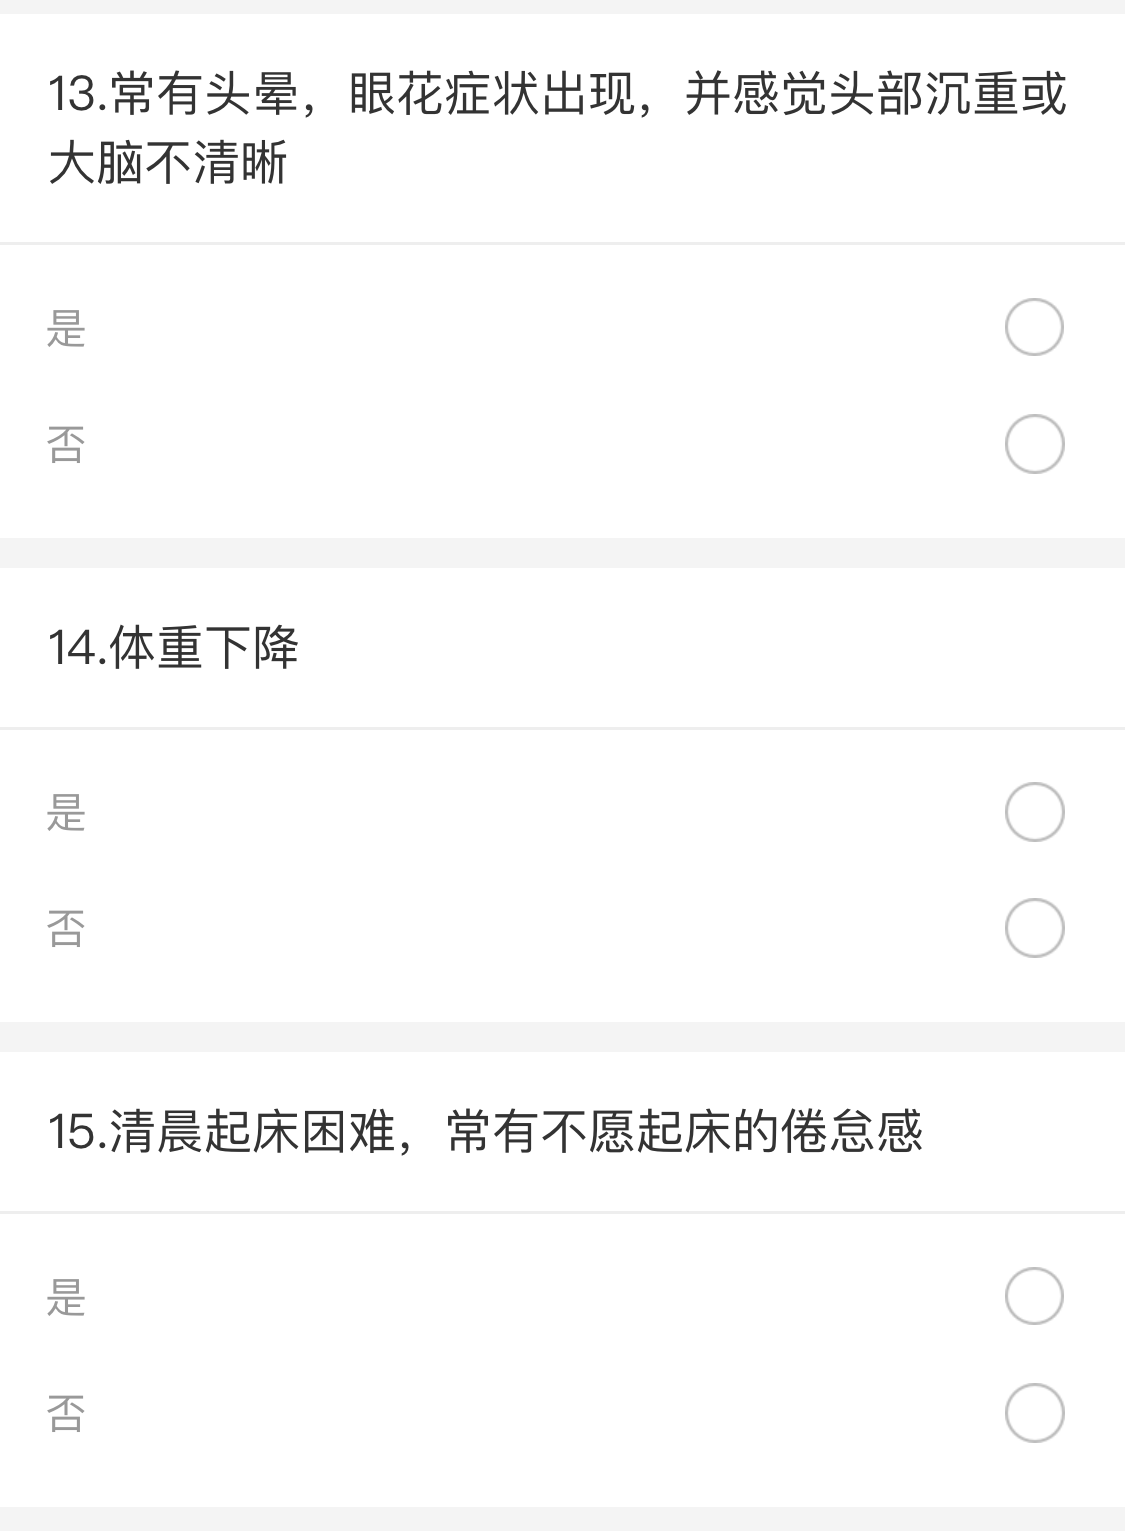 13.常有头晕，眼花症状出现，并感觉头部沉重或
大脑不清晰
是
否
14.体重下降
是
否
15.清晨起床困难，常有不愿起床的倦怠感
是
否